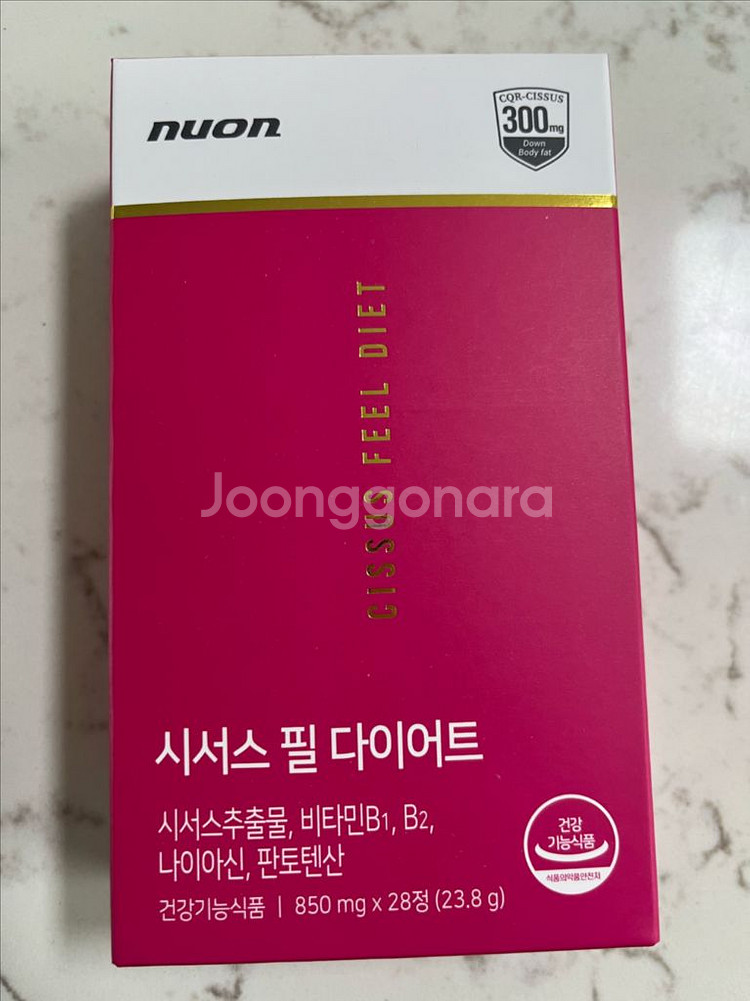 nuon
CQR-CISSUS
300mg
Down
Body fat
CISSUS FEEL DIET
Joonggonara
시서스 필 다이어트
시서스추출물, 비타민B1, B2,
나이아신, 판토텐산
건강기능식품 | 850 mg x 28정 (23.8 g)
건강
기능식품
식품의약품안전처